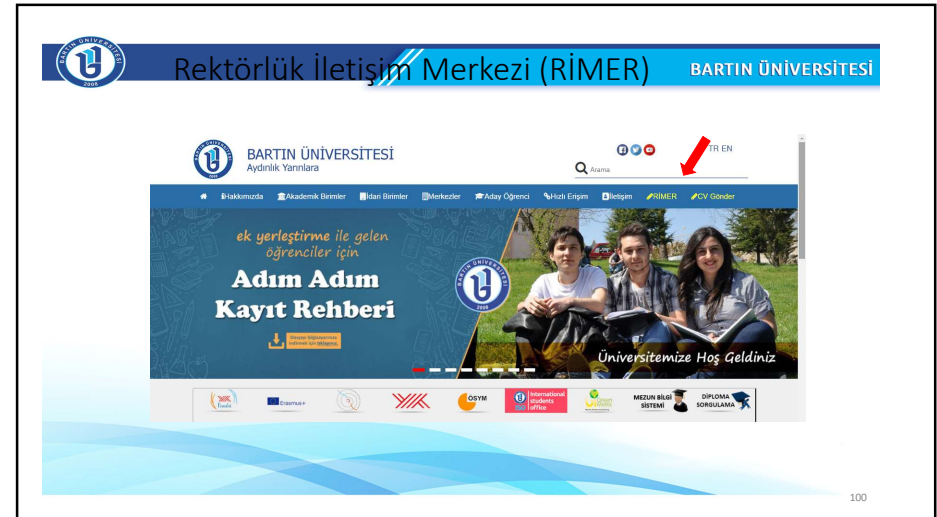 Rektörlük İletişim Merkezi (RİMER)
BARTIN ÜNİVERSİTESİ
BARTIN ÜNİVERSİTESİ
Aydınlık Yarınlara
TR EN
Arama
Hakkımızda Akademik Birimler İdari Birimler Merkezler Aday Öğrenci Hızlı Erişim İletişim RİMER CV Gönder
ek yerleştirme ile gelen
öğrenciler için
Adım Adım
Kayıt Rehberi
Üniversitemize Hoş Geldiniz
Erasmus+
ÖSYM
International
students
ISO office
MEZUN BİLGİ
SİSTEMİ
DİPLOMA
SORGULAMA
100